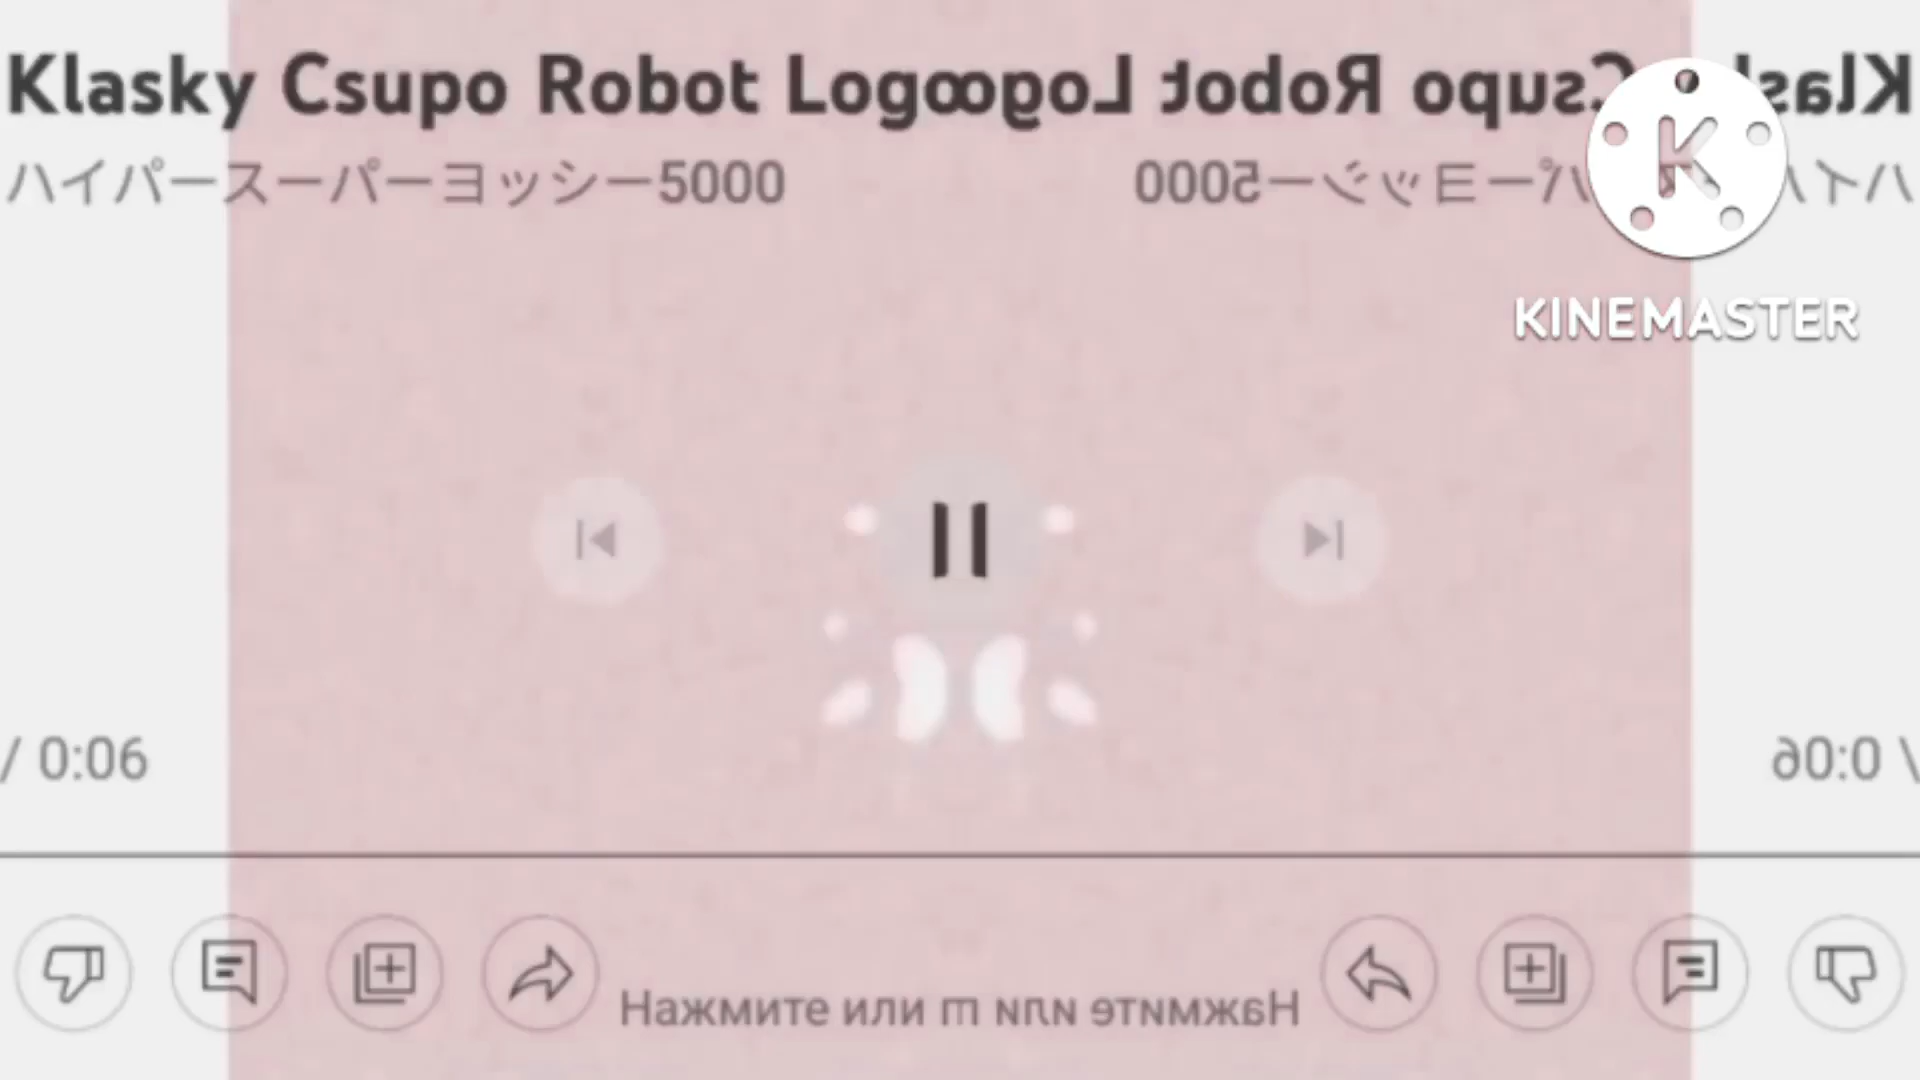 Klasky Csupo Robot Logo
ハイパースーパーヨッシー5000
K
KINEMASTER
/ 0:06
Нажмите или